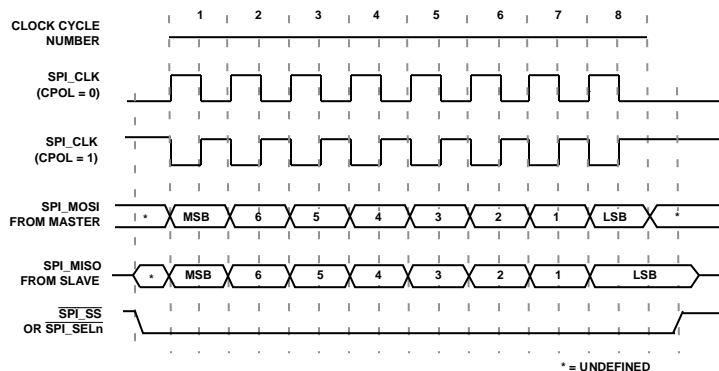 1 2 3 4 5 6 7 8
CLOCK CYCLE
NUMBER
SPI_CLK
(CPOL = 0)
SPI_CLK
(CPOL = 1)
SPI_MOSI
FROM MASTER
* MSB 6 5 4 3 2 1 LSB *
SPI_MISO
FROM SLAVE
* MSB 6 5 4 3 2 1 LSB
SPI_SS
OR SPI_SELn
* = UNDEFINED